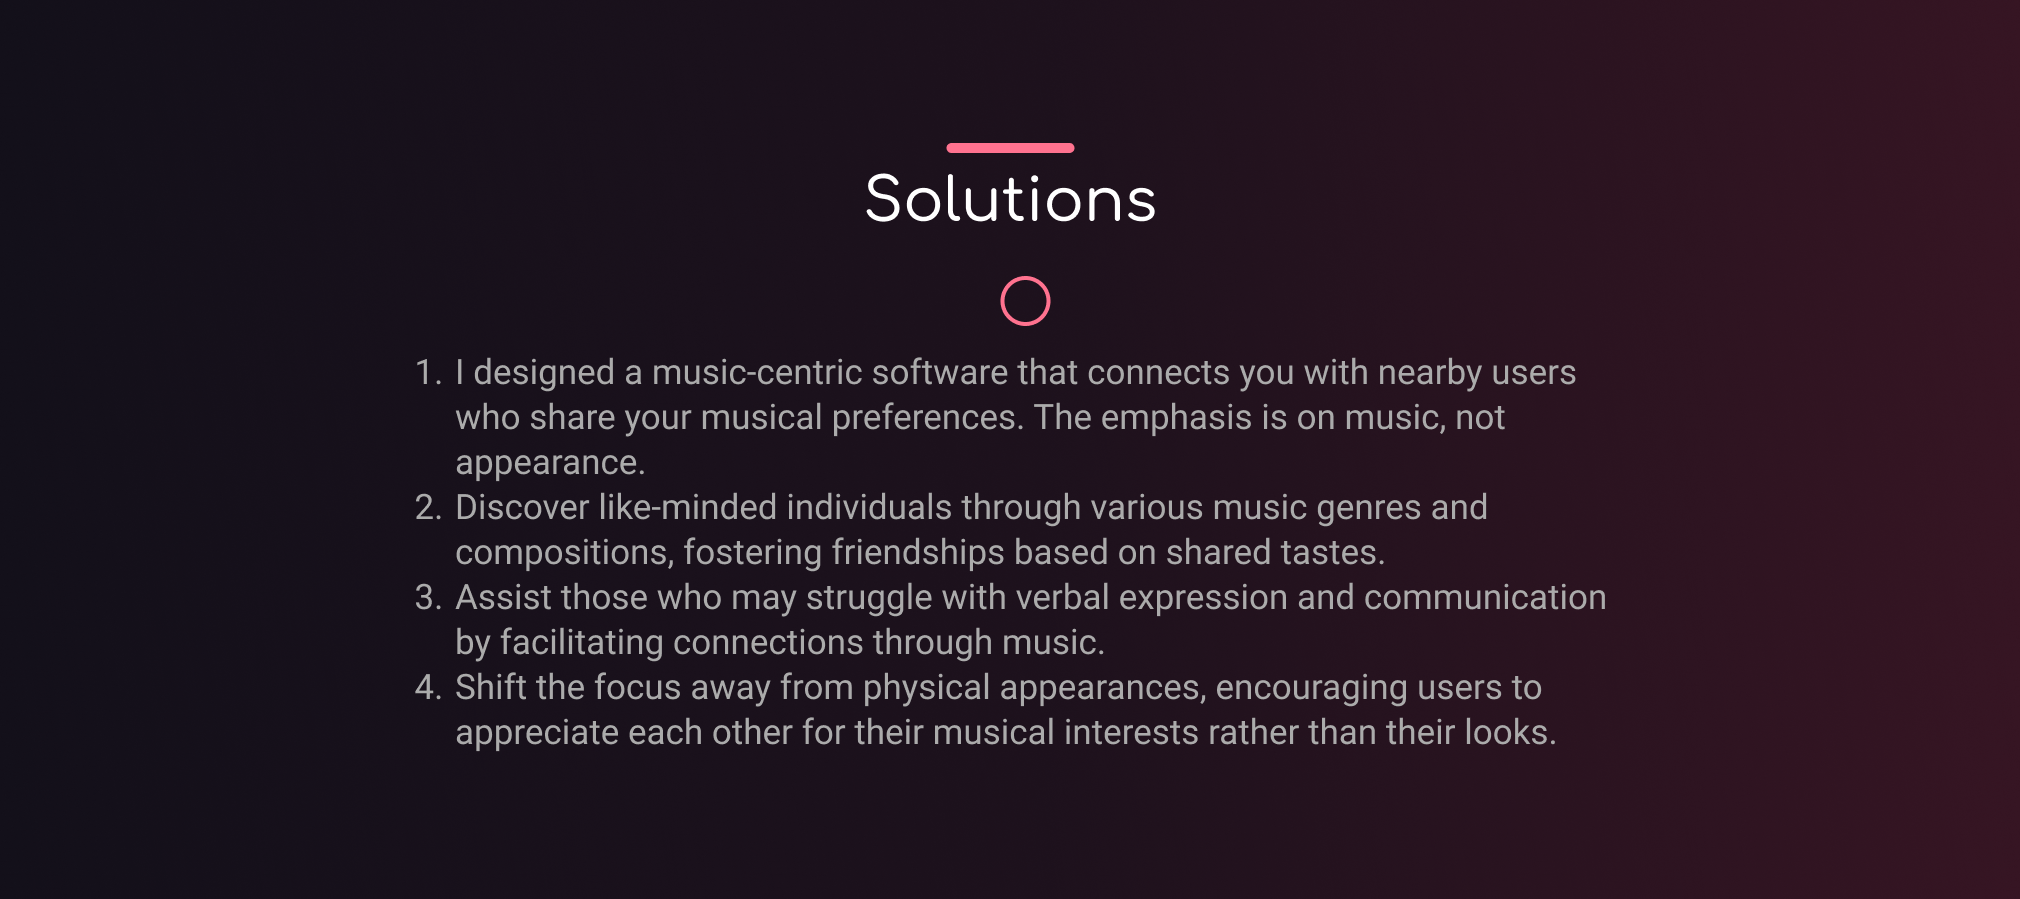 Solutions
1. I designed a music-centric software that connects you with nearby users
who share your musical preferences. The emphasis is on music, not
appearance.
2. Discover like-minded individuals through various music genres and
compositions, fostering friendships based on shared tastes.
3. Assist those who may struggle with verbal expression and communication
by facilitating connections through music.
4. Shift the focus away from physical appearances, encouraging users to
appreciate each other for their musical interests rather than their looks.